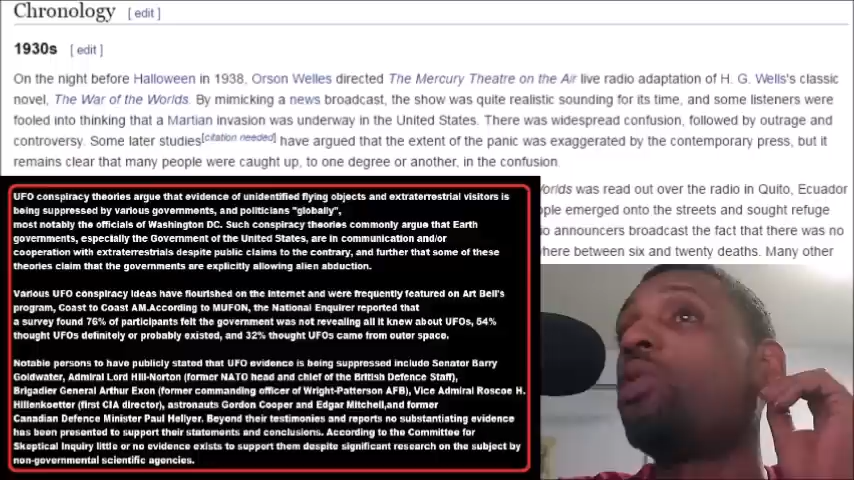 Chronology [ edit ]
1930s [ edit ]
On the night before Halloween in 1938, Orson Welles directed The Mercury Theatre on the Air live radio adaptation of H. G. Wells's classic
novel, The War of the Worlds. By mimicking a news broadcast, the show was quite realistic sounding for its time, and some listeners were
fooled into thinking that a Martian invasion was underway in the United States. There was widespread confusion, followed by outrage and
controversy. Some later studies[citation needed] have argued that the extent of the panic was exaggerated by the contemporary press, but it
remains clear that many people were caught up, to one degree or another, in the confusion.
Worlds was read out over the radio in Quito, Ecuador
ple emerged onto the streets and sought refuge
io announcers broadcast the fact that there was no
here between six and twenty deaths. Many other
UFO conspiracy theories argue that evidence of unidentified flying objects and extraterrestrial visitors is
being suppressed by various governments, and politicians "globally",
most notably the officials of Washington DC. Such conspiracy theories commonly argue that Earth
governments, especially the Government of the United States, are in communication and/or
cooperation with extraterrestrials despite public claims to the contrary, and further that some of these
theories claim that the governments are explicitly allowing alien abduction.
Various UFO conspiracy ideas have flourished on the internet and were frequently featured on Art Bell's
program, Coast to Coast AM.According to MUFON, the National Enquirer reported that
a survey found 76% of participants felt the government was not revealing all it knew about UFOs, 54%
thought UFOs definitely or probably existed, and 32% thought UFOs came from outer space.
Notable persons to have publicly stated that UFO evidence is being suppressed include Senator Barry
Goldwater, Admiral Lord Hill-Norton (former NATO head and chief of the British Defence Staff),
Brigadier General Arthur Exon (former commanding officer of Wright-Patterson AFB), Vice Admiral Roscoe H.
Hillenkoetter (first CIA director), astronauts Gordon Cooper and Edgar Mitchell,and former
Canadian Defence Minister Paul Hellyer. Beyond their testimonies and reports no substantiating evidence
has been presented to support their statements and conclusions. According to the Committee for
Skeptical Inquiry little or no evidence exists to support them despite significant research on the subject by
non-governmental scientific agencies.